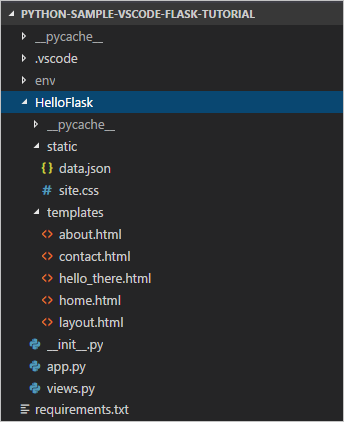 PYTHON-SAMPLE-VSCODE-FLASK-TUTORIAL
__pycache__
.vscode
env
HelloFlask
__pycache__
static
{ } data.json
# site.css
templates
<> about.html
<> contact.html
<> hello_there.html
<> home.html
<> layout.html
__init__.py
app.py
views.py
requirements.txt